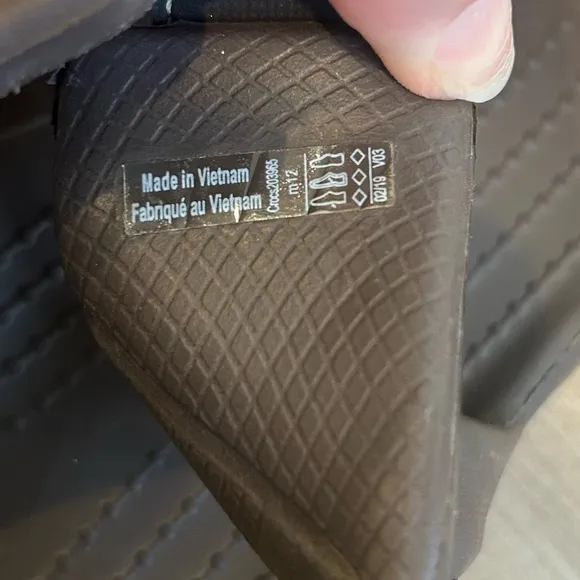 Made in Vietnam
Fabriqué au Vietnam
Crocs203965
m12
02/19 V03